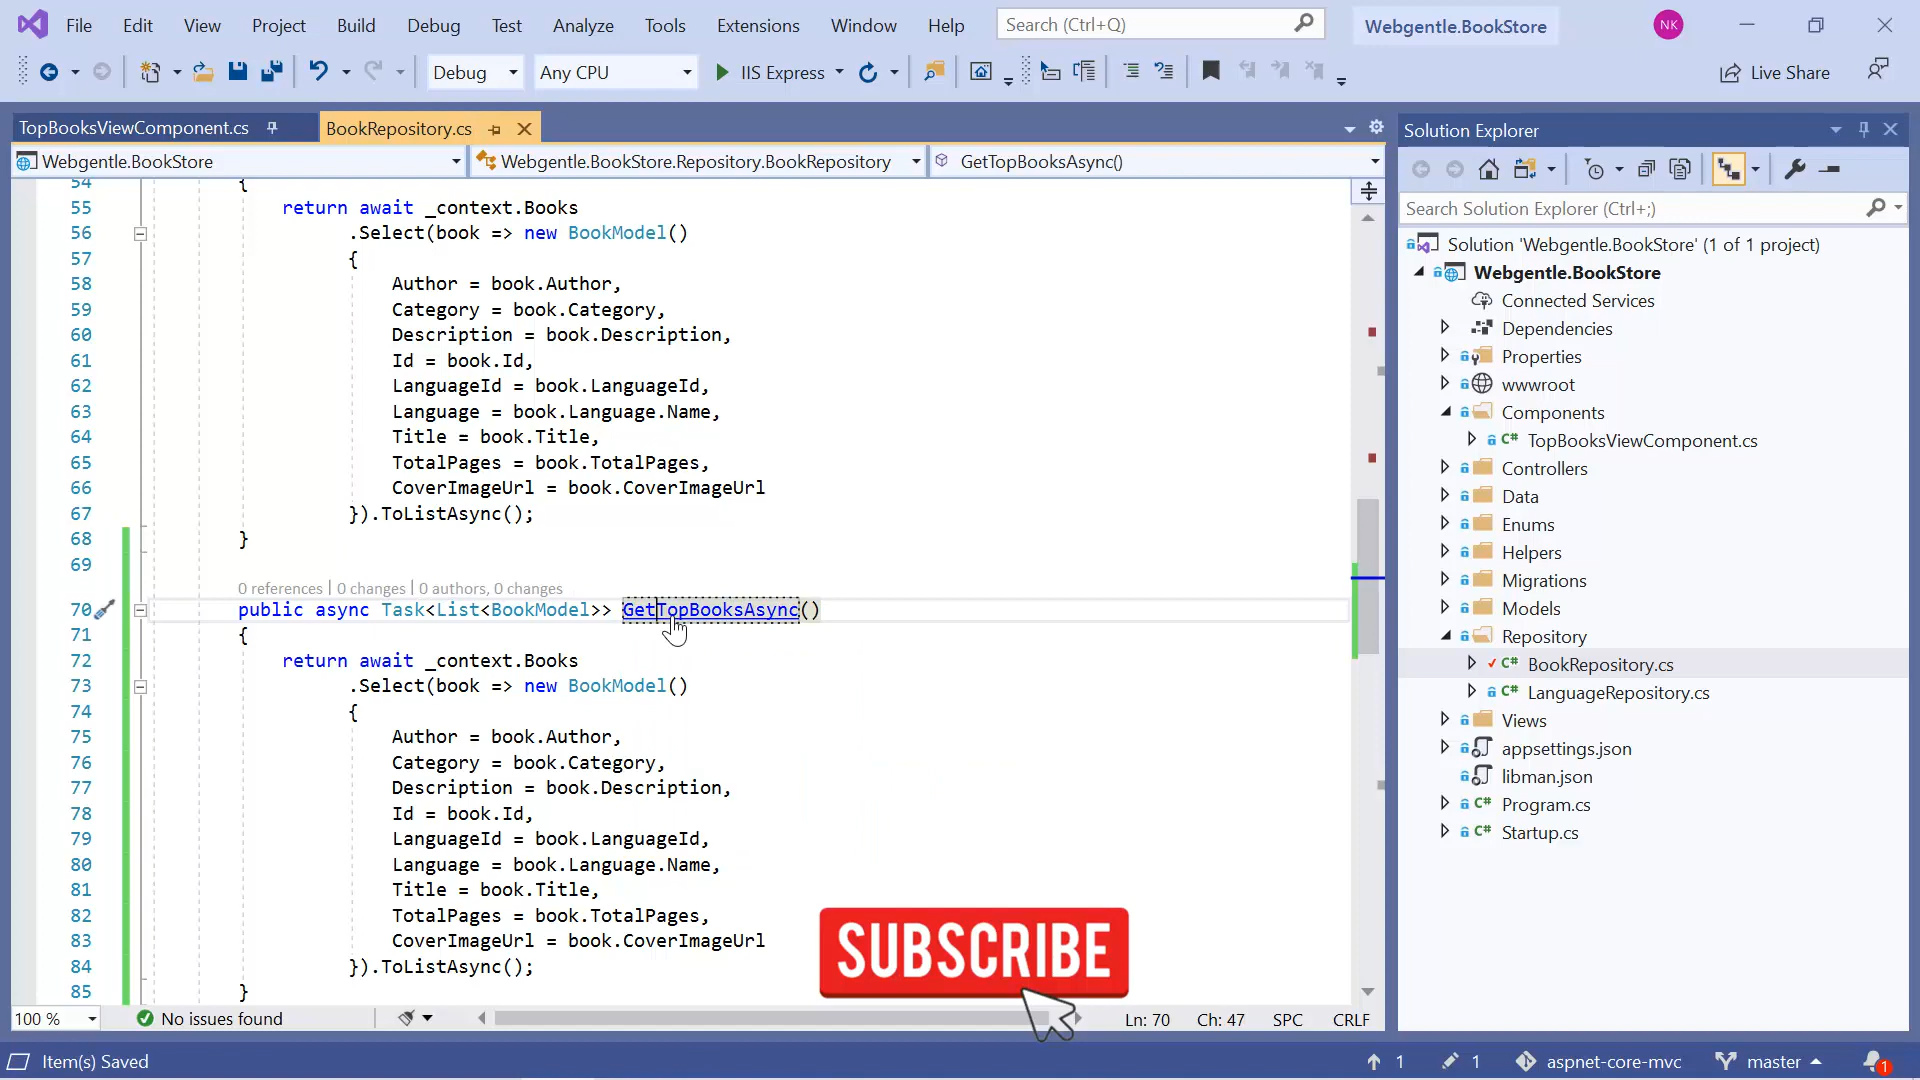 File Edit View Project Build Debug Test Analyze Tools Extensions Window Help Search (Ctrl+Q) Webgentle.BookStore NK
Debug Any CPU IIS Express Live Share
TopBooksViewComponent.cs BookRepository.cs
Webgentle.BookStore Webgentle.BookStore.Repository.BookRepository GetTopBooksAsync()
54 {
55 return await _context.Books
56 .Select(book => new BookModel()
57 {
58 Author = book.Author,
59 Category = book.Category,
60 Description = book.Description,
61 Id = book.Id,
62 LanguageId = book.LanguageId,
63 Language = book.Language.Name,
64 Title = book.Title,
65 TotalPages = book.TotalPages,
66 CoverImageUrl = book.CoverImageUrl
67 }).ToListAsync();
68 }
69
0 references | 0 changes | 0 authors, 0 changes
70 public async Task<List<BookModel>> GetTopBooksAsync()
71 {
72 return await _context.Books
73 .Select(book => new BookModel()
74 {
75 Author = book.Author,
76 Category = book.Category,
77 Description = book.Description,
78 Id = book.Id,
79 LanguageId = book.LanguageId,
80 Language = book.Language.Name,
81 Title = book.Title,
82 TotalPages = book.TotalPages,
83 CoverImageUrl = book.CoverImageUrl
84 }).ToListAsync();
85 }
SUBSCRIBE
100 % No issues found Ln: 70 Ch: 47 SPC CRLF
Solution Explorer
Search Solution Explorer (Ctrl+;)
Solution 'Webgentle.BookStore' (1 of 1 project)
Webgentle.BookStore
Connected Services
Dependencies
Properties
wwwroot
Components
C# TopBooksViewComponent.cs
Controllers
Data
Enums
Helpers
Migrations
Models
Repository
C# BookRepository.cs
C# LanguageRepository.cs
Views
appsettings.json
libman.json
C# Program.cs
C# Startup.cs
Item(s) Saved 1 1 aspnet-core-mvc master 1